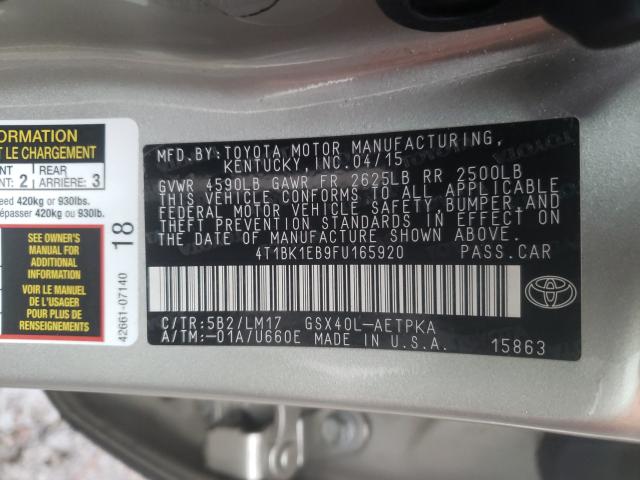 ORMATION
T LE CHARGEMENT
NT
NT: 2
REAR
ARRIÈRE: 3
eed 420kg or 930lbs.
épasser 420kg ou 930lb.
SEE OWNER'S
MANUAL FOR
ADDITIONAL
INFORMATION
VOIR LE MANUEL
DE L'USAGER
POUR PLUS DE
RENSEIGNEMENTS
18
42661-07140
MFD.BY:TOYOTA MOTOR MANUFACTURING,
KENTUCKY, INC. 04/15
GVWR 4590LB GAWR FR 2625LB RR 2500LB
THIS VEHICLE CONFORMS TO ALL APPLICABLE
FEDERAL MOTOR VEHICLE SAFETY, BUMPER, AND
THEFT PREVENTION STANDARDS IN EFFECT ON
THE DATE OF MANUFACTURE SHOWN ABOVE.
4T1BK1EB9FU165920 PASS.CAR
C/TR:5B2/LM17 GSX40L-AETPKA
A/TM:-01A/U660E MADE IN U.S.A.
15863